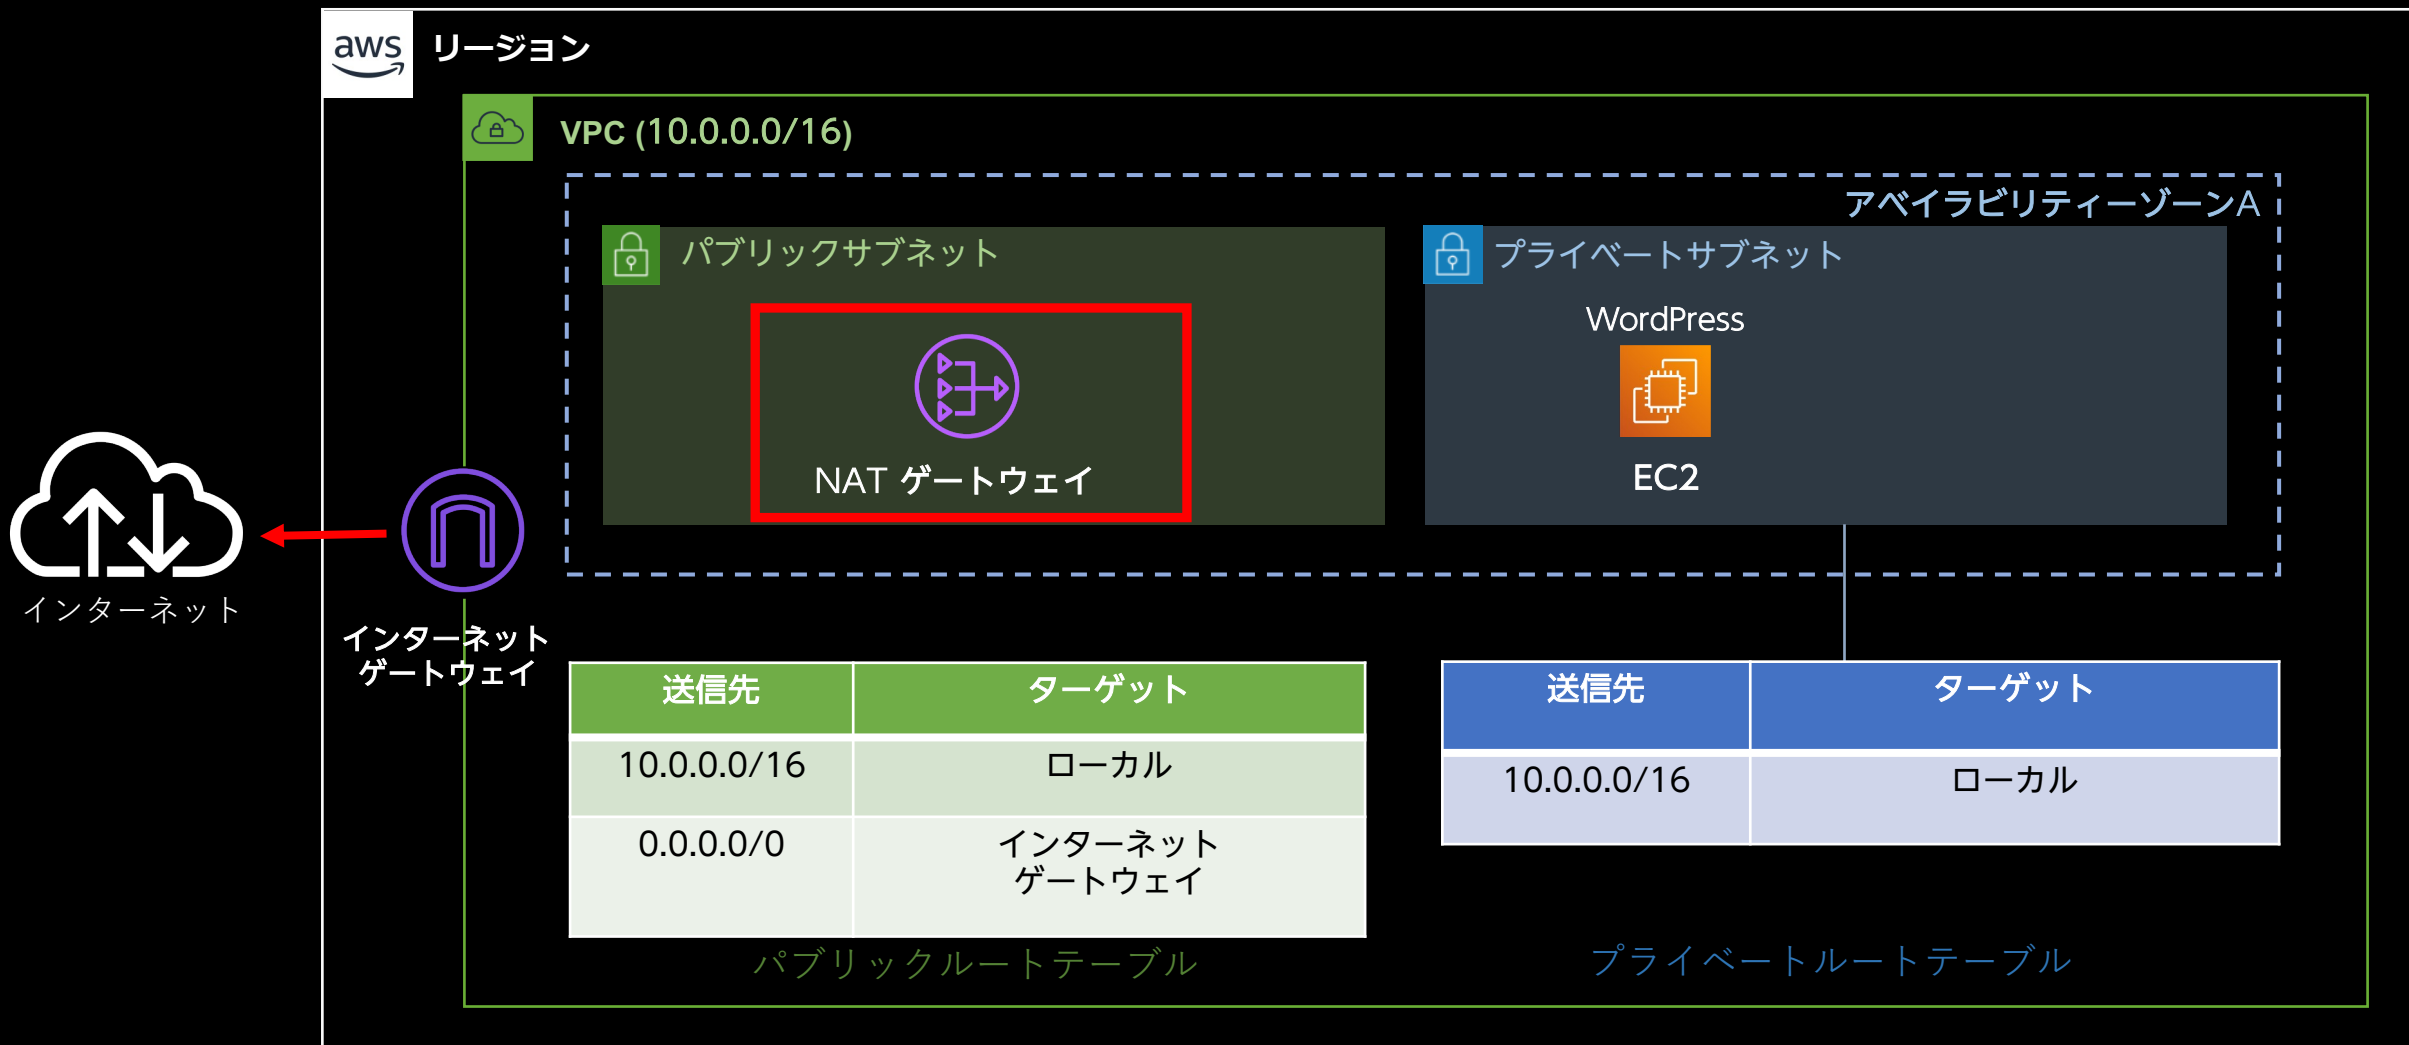 aws
リージョン
VPC (10.0.0.0/16)
アベイラビリティーゾーンA
パブリックサブネット
プライベートサブネット
WordPress
NAT ゲートウェイ
EC2
インターネット
インターネット
ゲートウェイ
送信先 ターゲット
10.0.0.0/16 ローカル
0.0.0.0/0 インターネット
ゲートウェイ
パブリックルートテーブル
送信先 ターゲット
10.0.0.0/16 ローカル
プライベートルートテーブル